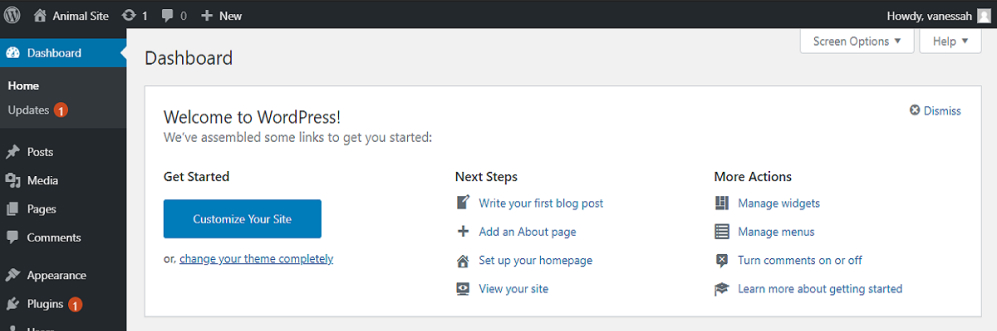 Animal Site 1 0 New Howdy, vanessah
Dashboard
Home
Updates 1
Posts
Media
Pages
Comments
Appearance
Plugins 1
Users
Screen Options Help
Dashboard
Welcome to WordPress!
Dismiss
We've assembled some links to get you started:
Get Started
Customize Your Site
or, change your theme completely
Next Steps
Write your first blog post
Add an About page
Set up your homepage
View your site
More Actions
Manage widgets
Manage menus
Turn comments on or off
Learn more about getting started